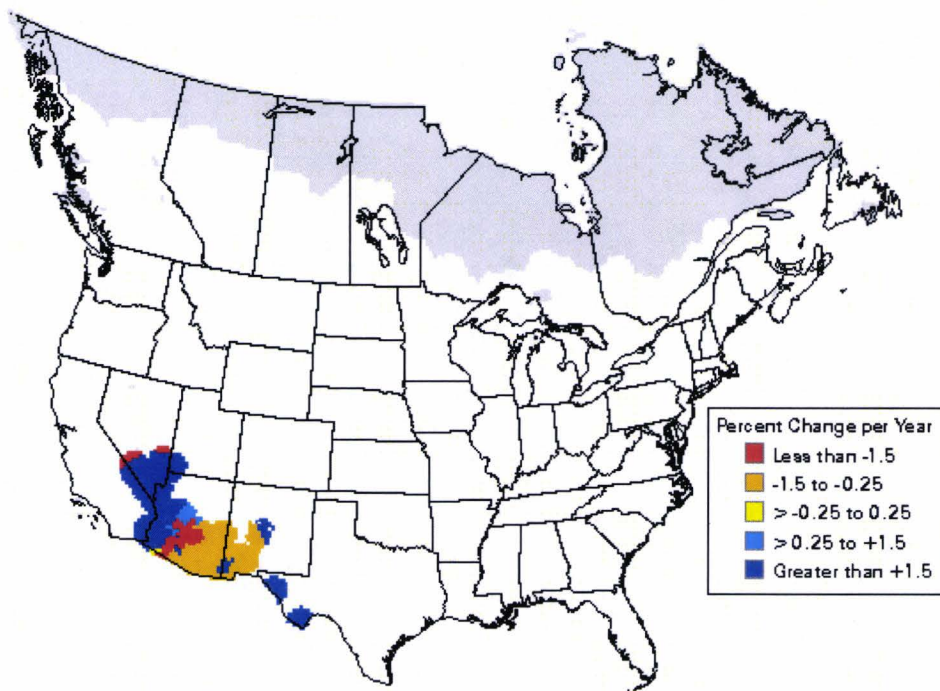 Percent Change per Year
Less than -1.5
-1.5 to -0.25
>-0.25 to 0.25
>0.25 to +1.5
Greater than +1.5